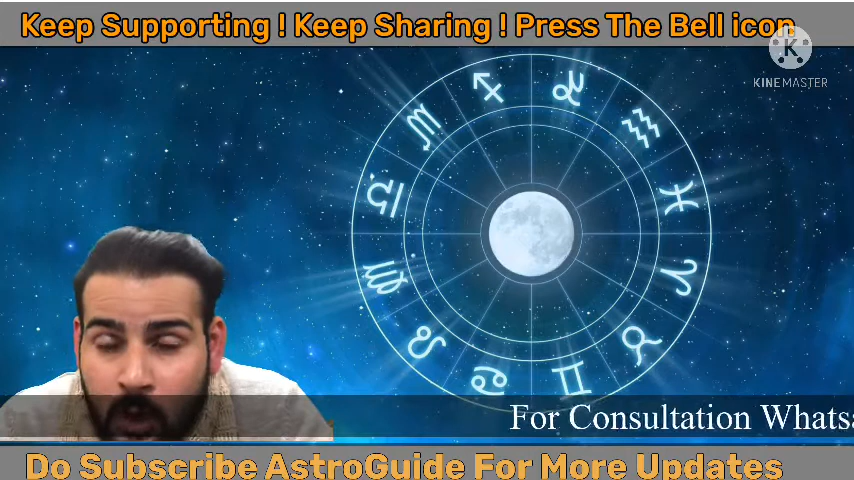 Keep Supporting ! Keep Sharing ! Press The Bell icon
K
KINEMASTER
For Consultation
Do Subscribe AstroGuide For More Updates